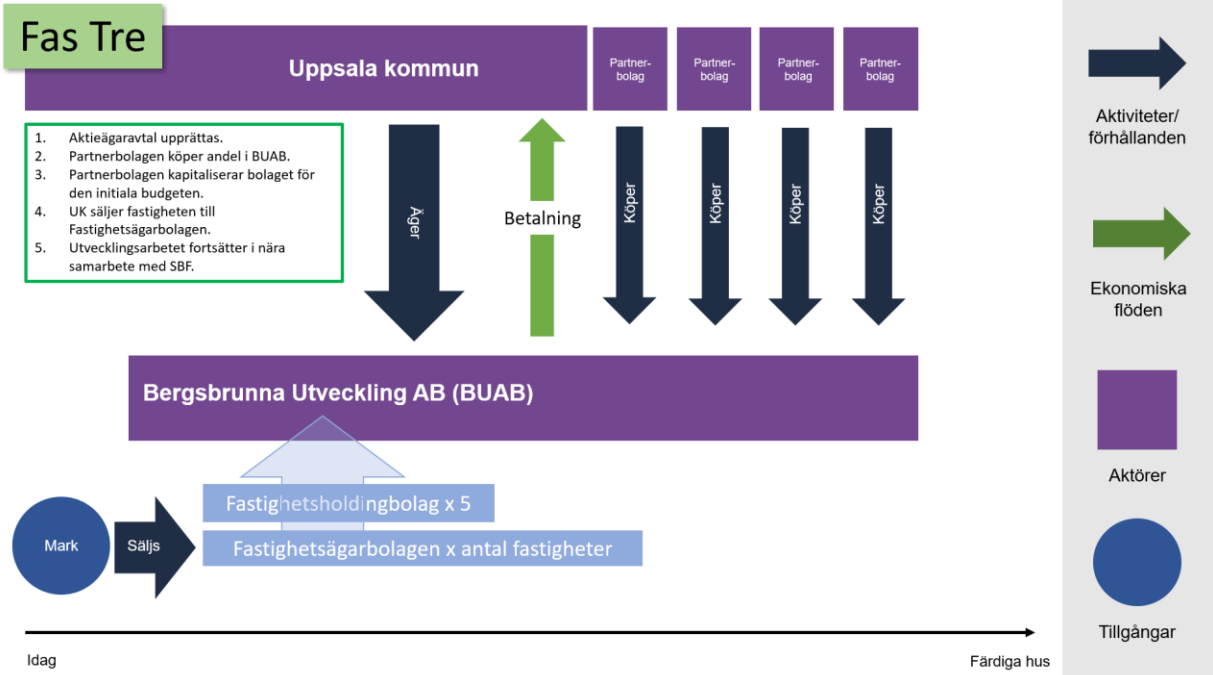 Fas Tre
Uppsala kommun
Partner-
bolag
Partner-
bolag
Partner-
bolag
Partner-
bolag
1. Aktieägaravtal upprättas.
2. Partnerbolagen köper andel i BUAB.
3. Partnerbolagen kapitaliserar bolaget för
den initiala budgeten.
4. UK säljer fastigheten till
Fastighetsägarbolagen.
5. Utvecklingsarbetet fortsätter i nära
samarbete med SBF.
Äger
Betalning
Köper
Köper
Köper
Köper
Bergsbrunna Utveckling AB (BUAB)
Fastighetsholdingbolag x 5
Mark
Säljs
Fastighetsägarbolagen x antal fastigheter
Idag
Färdiga hus
Aktiviteter/
förhållanden
Ekonomiska
flöden
Aktörer
Tillgångar